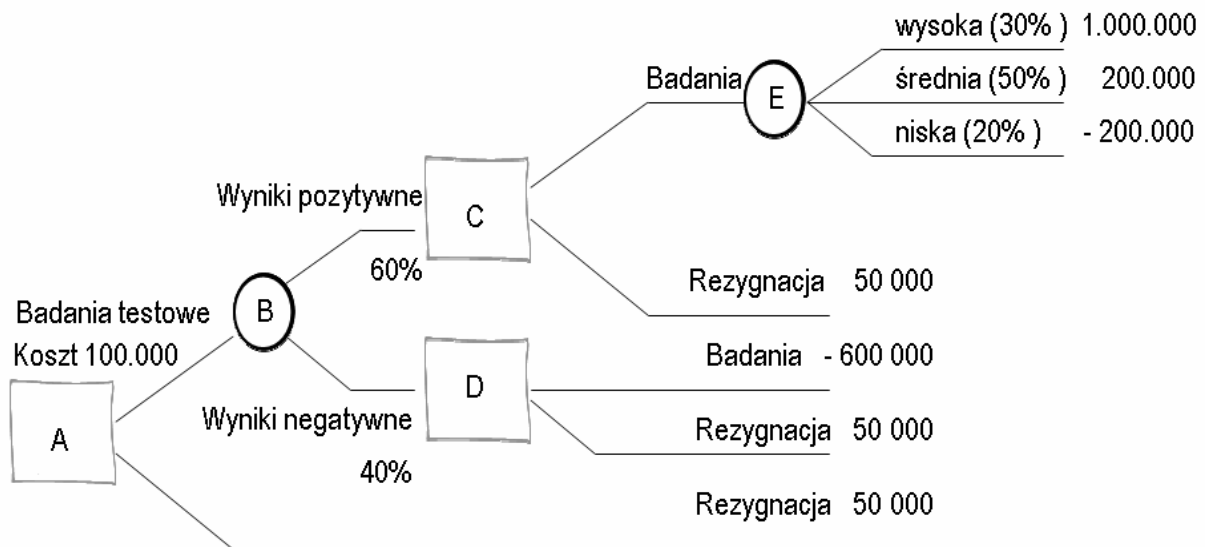 wysoka (30% ) 1.000.000
Badania
E
średnia (50% ) 200.000
niska (20% ) - 200.000
Wyniki pozytywne
C
60%
Rezygnacja 50 000
Badania testowe
B
Koszt 100.000
Badania - 600 000
D
Wyniki negatywne
Rezygnacja 50 000
A
40%
Rezygnacja 50 000